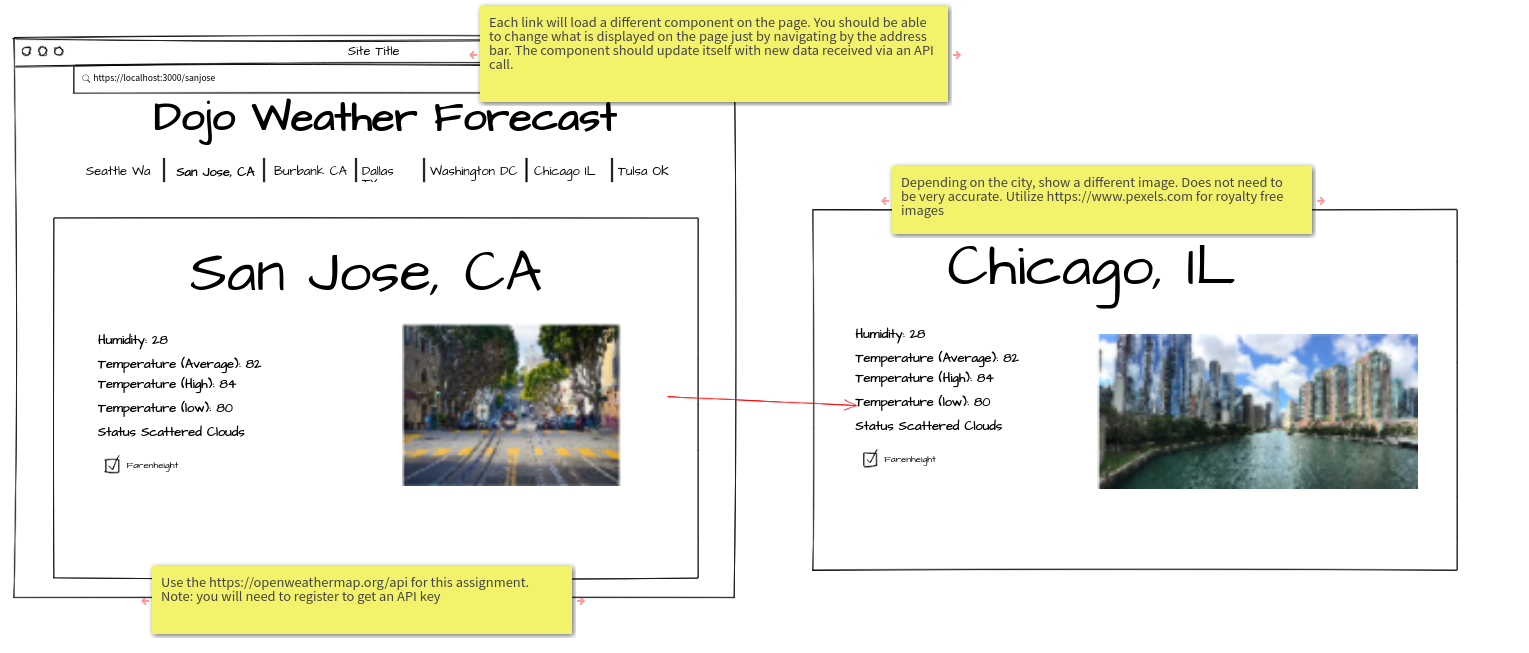 Each link will load a different component on the page. You should be able
to change what is displayed on the page just by navigating by the address
bar. The component should update itself with new data received via an API
call.
Site Title
https://localhost:3000/sanjose
Dojo Weather Forecast
Seattle Wa
San Jose, CA
Burbank CA
Dallas
TX
Washington DC
Chicago IL
Tulsa OK
San Jose, CA
Humidity: 28
Temperature (Average): 82
Temperature (High): 84
Temperature (low): 80
Status Scattered Clouds
Farenheight
Use the https://openweathermap.org/api for this assignment.
Note: you will need to register to get an API key
Depending on the city, show a different image. Does not need to
be very accurate. Utilize https://www.pexels.com for royalty free
images
Chicago, IL
Humidity: 28
Temperature (Average): 82
Temperature (High): 84
Temperature (low): 80
Status Scattered Clouds
Farenheight